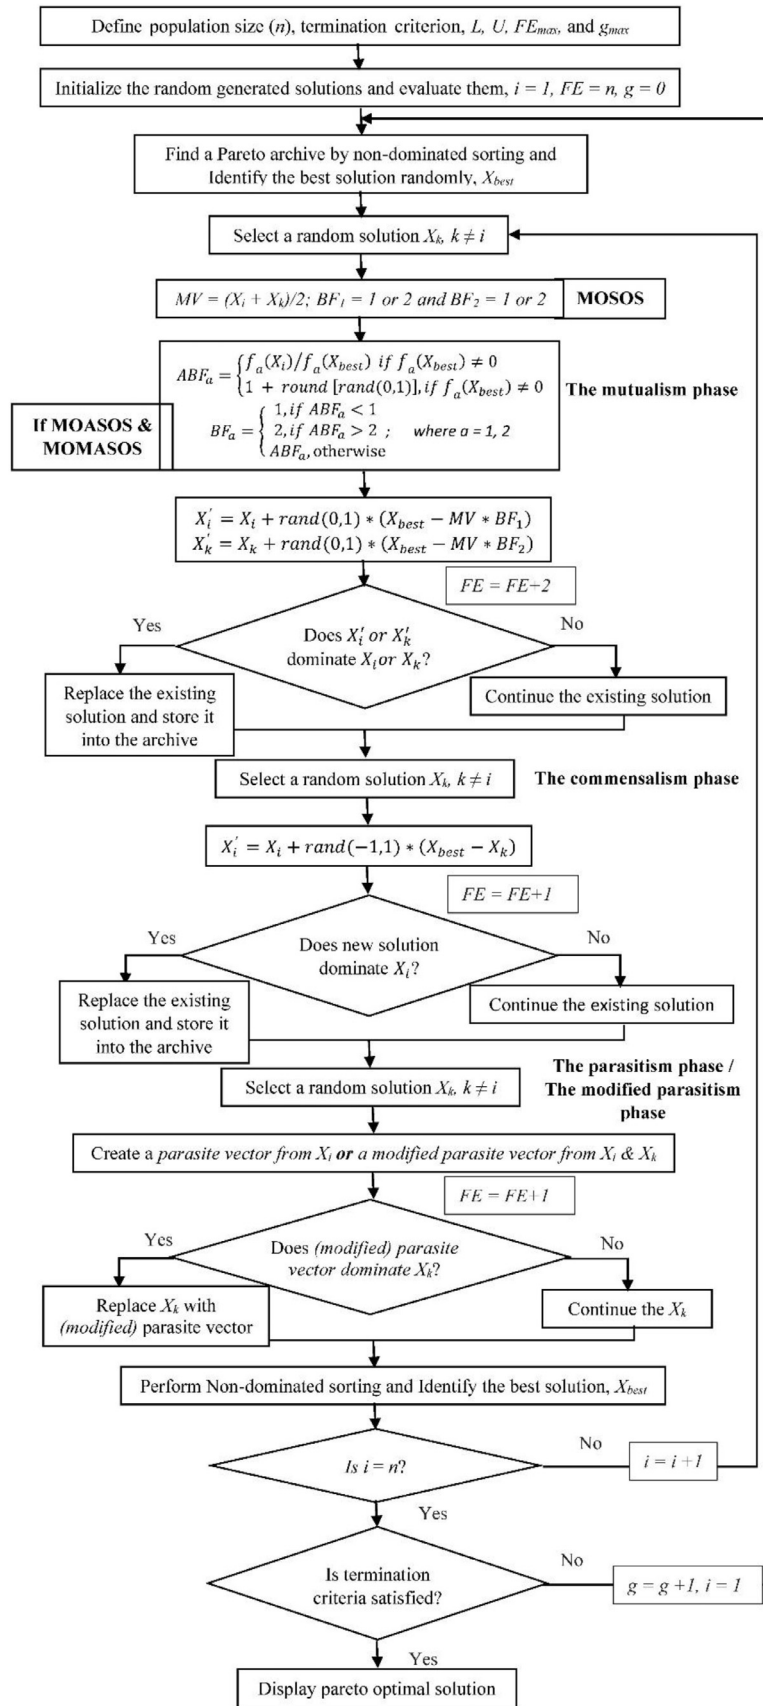 Define population size (n), termination criterion, L, U, FEmax, and gmax
Initialize the random generated solutions and evaluate them, i = 1, FE = n, g = 0
Find a Pareto archive by non-dominated sorting and
Identify the best solution randomly, Xbest
Select a random solution Xk, k ≠ i
MV = (Xi + Xk)/2; BF1 = 1 or 2 and BF2 = 1 or 2
MOSOS
ABFa = {fa(Xi)/fa(Xbest) if fa(Xbest) ≠ 0
1 + round [rand(0,1)], if fa(Xbest) ≠ 0
The mutualism phase
If MOASOS &
MOMASOS
BFa = { 1, if ABFa < 1
2, if ABFa > 2 ; where a = 1, 2
ABFa, otherwise
X'i = Xi + rand(0,1) * (Xbest − MV * BF1)
X'k = Xk + rand(0,1) * (Xbest − MV * BF2)
FE = FE+2
Yes
No
Does X'i or X'k
dominate Xi or Xk?
Replace the existing
solution and store it
into the archive
Continue the existing solution
Select a random solution Xk, k ≠ i
The commensalism phase
X'i = Xi + rand(−1,1) * (Xbest − Xk)
FE = FE+1
Yes
No
Does new solution
dominate Xi?
Replace the existing
solution and store it
into the archive
Continue the existing solution
The parasitism phase /
The modified parasitism
phase
Select a random solution Xk, k ≠ i
Create a parasite vector from Xi or a modified parasite vector from Xi & Xk
FE = FE+1
Yes
No
Does (modified) parasite
vector dominate Xk?
Replace Xk with
(modified) parasite vector
Continue the Xk
Perform Non-dominated sorting and Identify the best solution, Xbest
Is i = n?
No
i = i+1
Yes
Is termination
criteria satisfied?
No
g = g +1, i = 1
Yes
Display pareto optimal solution